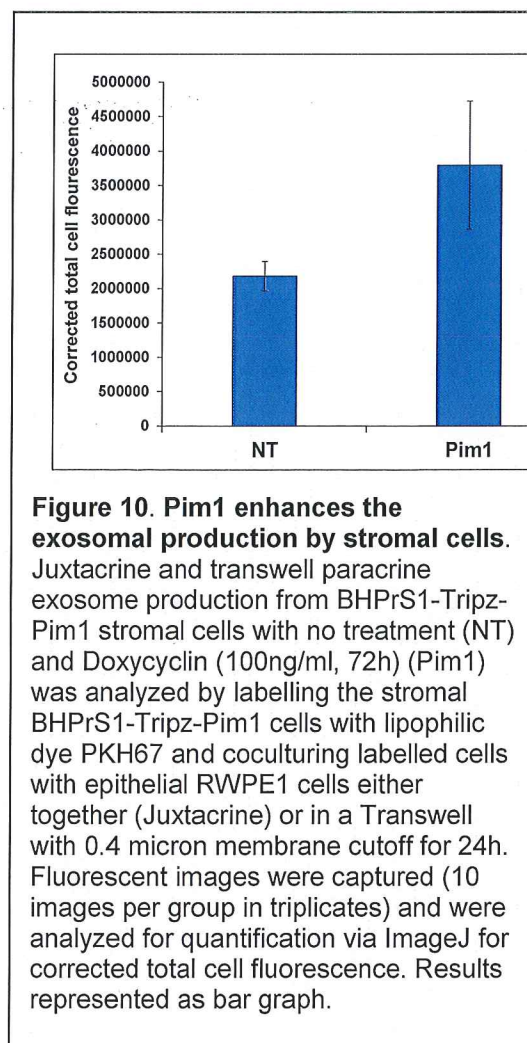 5000000
4500000
4000000
3500000
3000000
2500000
2000000
1500000
1000000
500000
0
Corrected total cell flourescence
NT
Pim1
Figure 10. Pim1 enhances the
exosomal production by stromal cells.
Juxtacrine and transwell paracrine
exosome production from BHPrS1-Tripz-
Pim1 stromal cells with no treatment (NT)
and Doxycyclin (100ng/ml, 72h) (Pim1)
was analyzed by labelling the stromal
BHPrS1-Tripz-Pim1 cells with lipophilic
dye PKH67 and coculturing labelled cells
with epithelial RWPE1 cells either
together (Juxtacrine) or in a Transwell
with 0.4 micron membrane cutoff for 24h.
Fluorescent images were captured (10
images per group in triplicates) and were
analyzed for quantification via ImageJ for
corrected total cell fluorescence. Results
represented as bar graph.